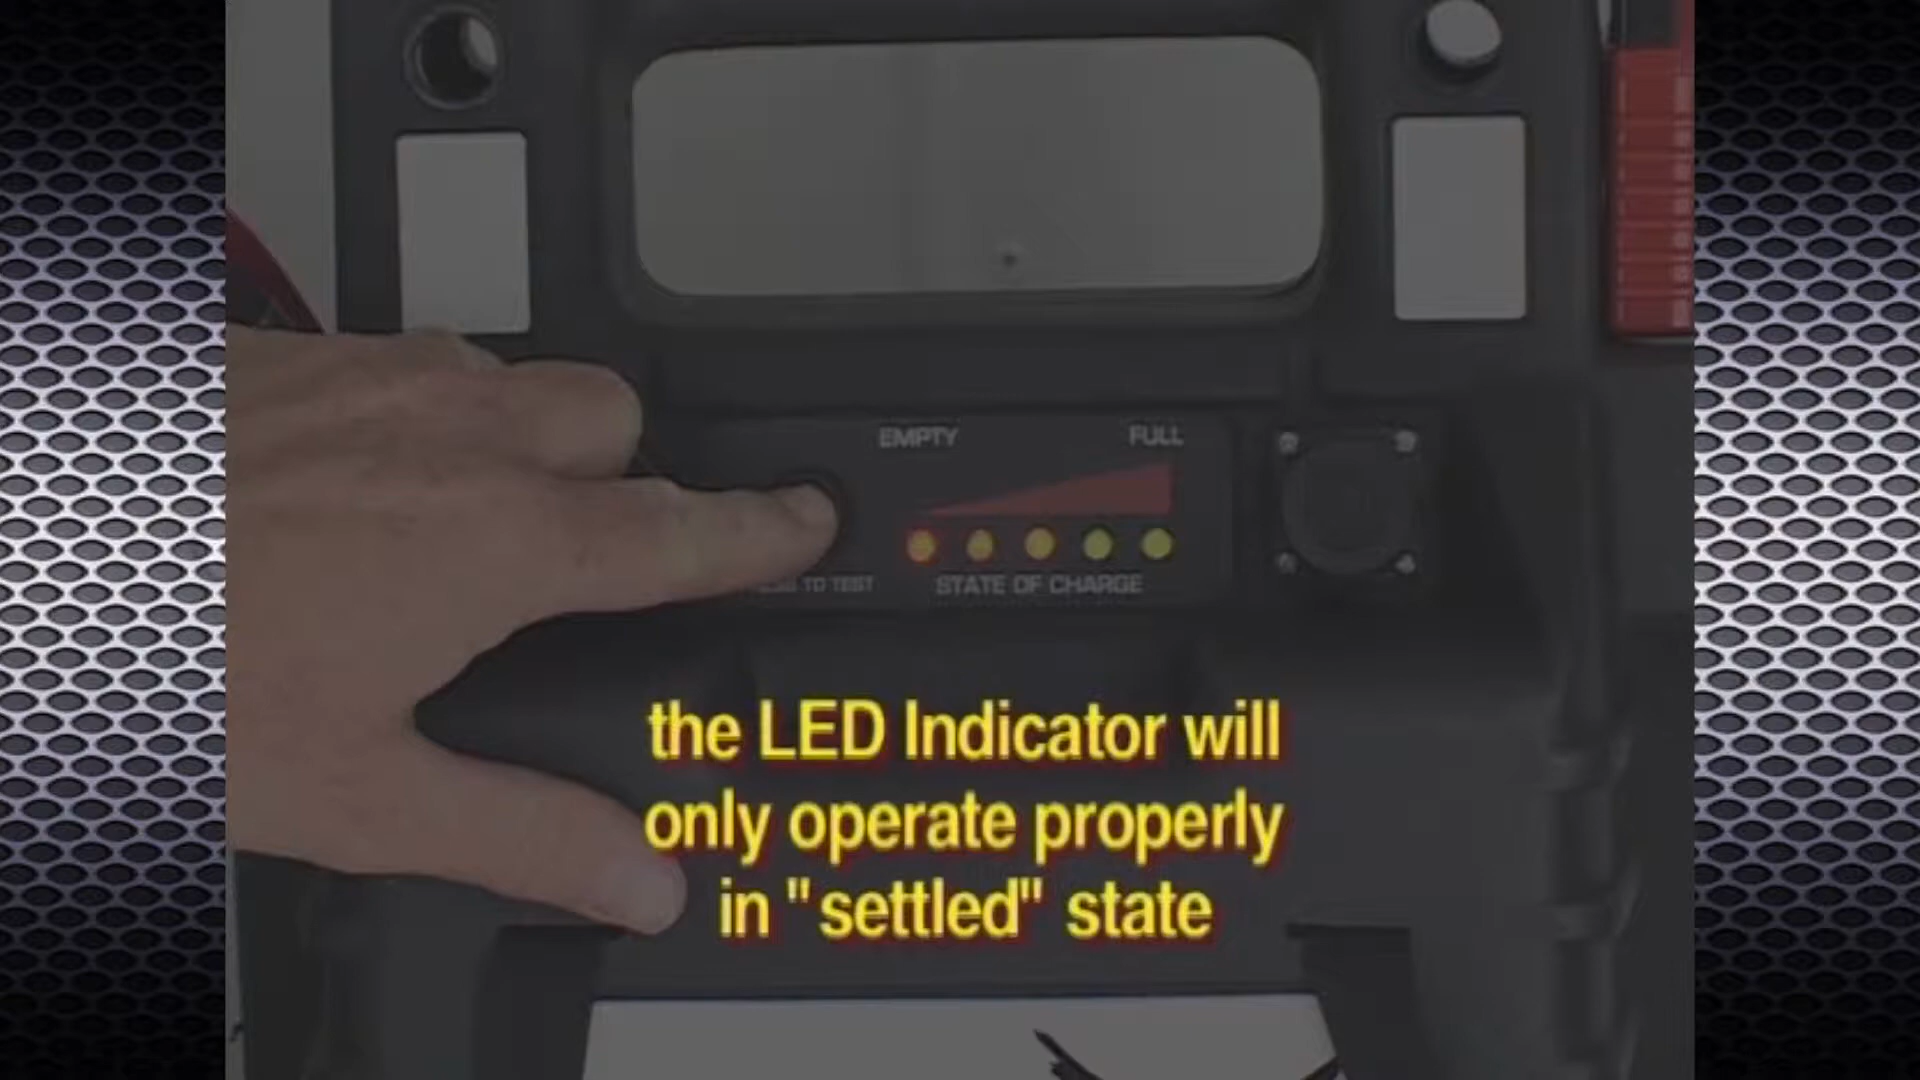 EMPTY FULL
TO TEST STATE OF CHARGE
the LED Indicator will
only operate properly
in "settled" state